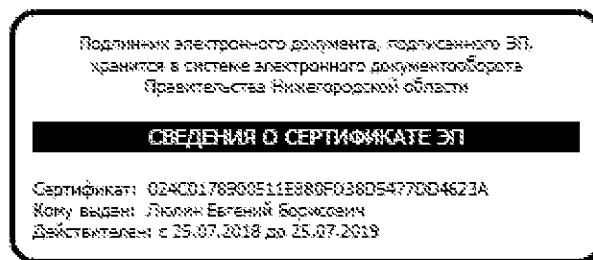 Подлинник электронного документа, подписанного ЭП,
хранится в системе электронного документооборота
Правительства Нижегородской области
СВЕДЕНИЯ О СЕРТИФИКАТЕ ЭП
Сертификат: 024C0178900511E880F038D5477DD4623A
Кому выдан: Люлин Евгений Борисович
Действителен: с 25.07.2018 до 25.07.2019